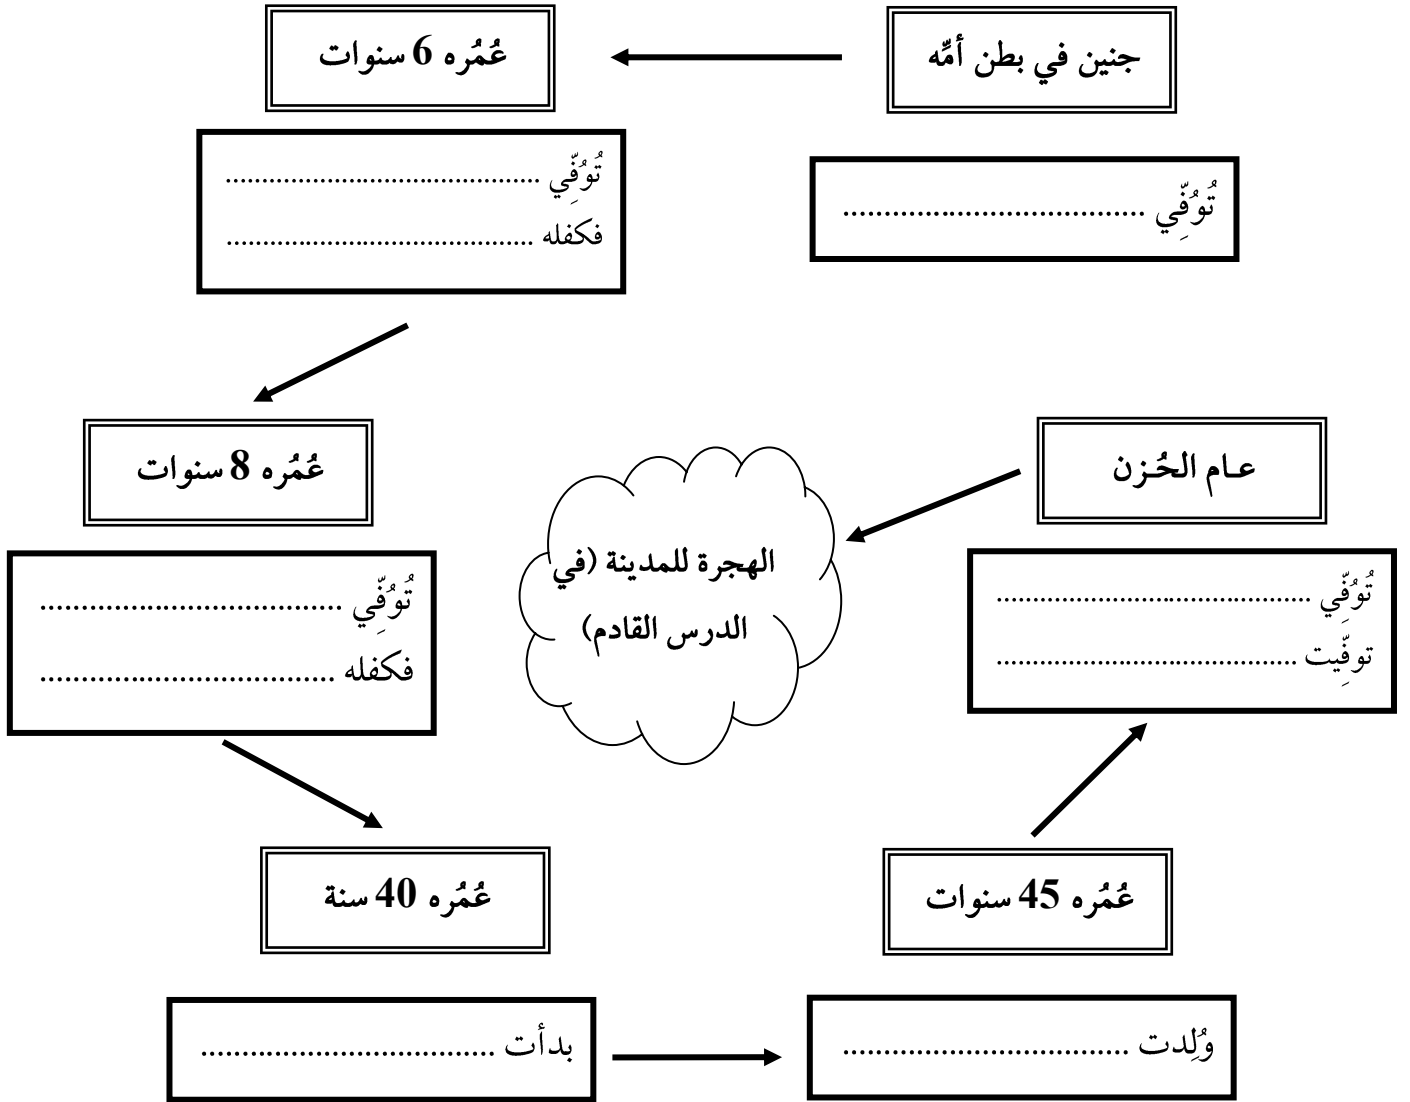 جنين في بطن أمِّه
تُوُفِّي .....................................
عُمُره 6 سنوات
تُوُفِّي ...........................................
فكفله ..........................................
عُمُره 8 سنوات
تُوُفِّي .....................................
فكفله ....................................
عُمُره 40 سنة
بدأت ....................................
عُمُره 45 سنوات
وُلِدت ...................................
عـام الحُـزن
تُوُفِّي ...........................................
توفِّيت .........................................
الهجرة للمدينة (في
الدرس القادم)